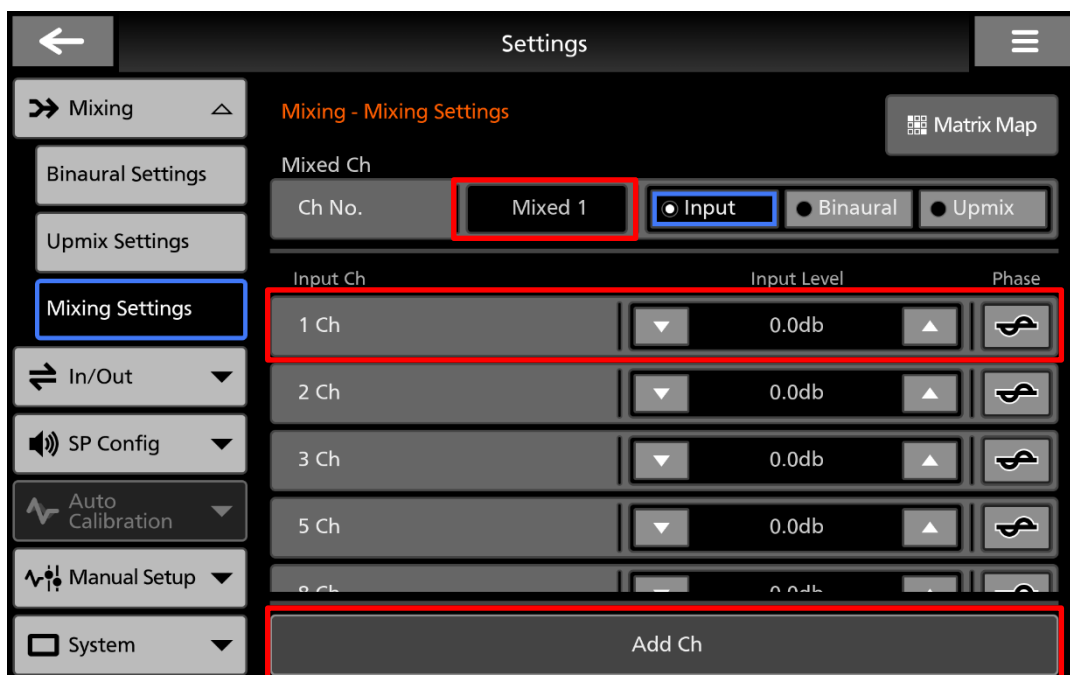 Settings
Mixing
Binaural Settings
Upmix Settings
Mixing Settings
In/Out
SP Config
Auto
Calibration
Manual Setup
System
Mixing - Mixing Settings
Matrix Map
Mixed Ch
Ch No.
Mixed 1
Input
Binaural
Upmix
Input Ch
Input Level
Phase
1 Ch
0.0db
2 Ch
0.0db
3 Ch
0.0db
5 Ch
0.0db
Add Ch